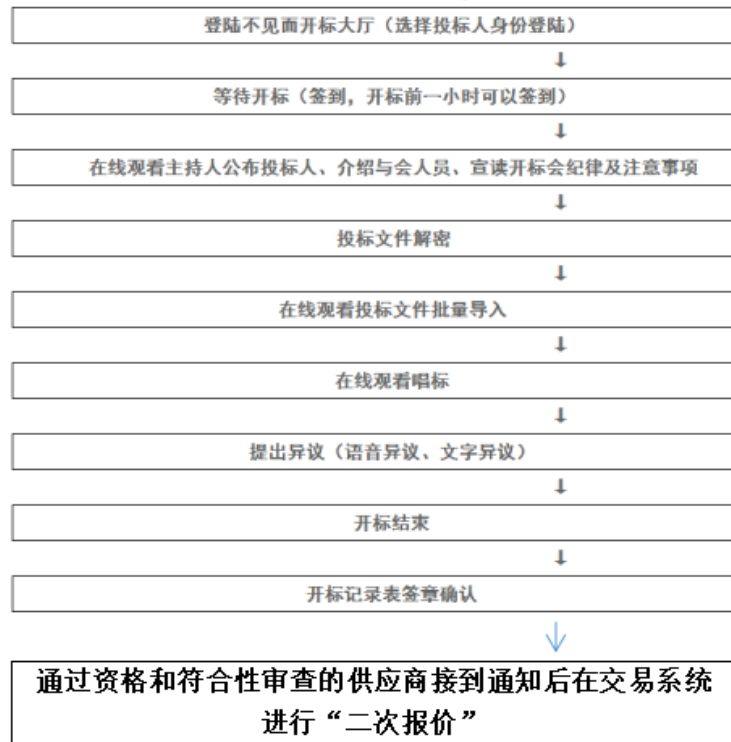 登陆不见面开标大厅（选择投标人身份登陆）
等待开标（签到，开标前一小时可以签到）
在线观看主持人公布投标人、介绍与会人员、宣读开标会纪律及注意事项
投标文件解密
在线观看投标文件批量导入
在线观看唱标
提出异议（语音异议、文字异议）
开标结束
开标记录表签章确认
通过资格和符合性审查的供应商接到通知后在交易系统
进行“二次报价”